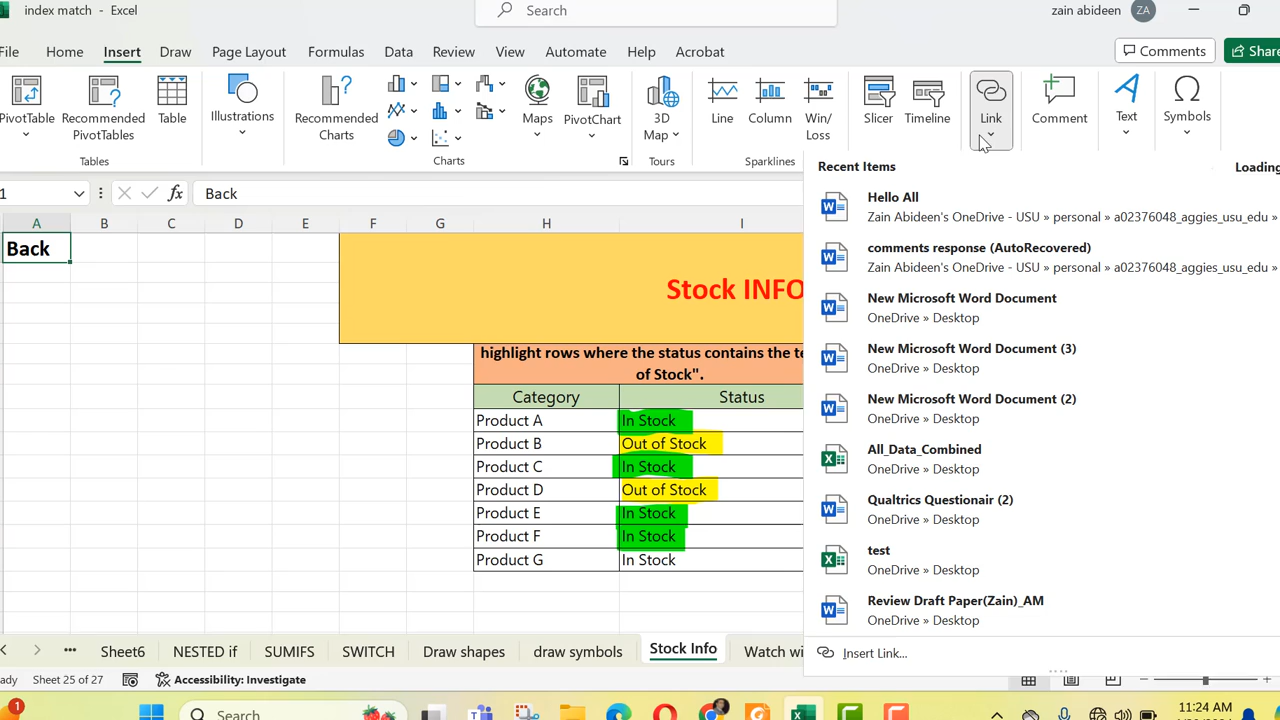 index match - Excel
Search
zain abideen ZA
File Home Insert Draw Page Layout Formulas Data Review View Automate Help Acrobat
Comments
Share
PivotTable
Recommended
PivotTables
Table
Tables
Illustrations
Recommended
Charts
Maps
PivotChart
Charts
3D
Map
Tours
Line
Column
Win/
Loss
Sparklines
Slicer
Timeline
Link
Comment
Text
Symbols
1
fx
Back
A B C D E F G H I
Back
Stock INFO
highlight rows where the status contains the te
of Stock".
Category Status
Product A In Stock
Product B Out of Stock
Product C In Stock
Product D Out of Stock
Product E In Stock
Product F In Stock
Product G In Stock
Recent Items
Loading
Hello All
Zain Abideen's OneDrive - USU » personal » a02376048_aggies_usu_edu »
comments response (AutoRecovered)
Zain Abideen's OneDrive - USU » personal » a02376048_aggies_usu_edu »
New Microsoft Word Document
OneDrive » Desktop
New Microsoft Word Document (3)
OneDrive » Desktop
New Microsoft Word Document (2)
OneDrive » Desktop
All_Data_Combined
OneDrive » Desktop
Qualtrics Questionair (2)
OneDrive » Desktop
test
OneDrive » Desktop
Review Draft Paper(Zain)_AM
OneDrive » Desktop
Insert Link...
Sheet6 NESTED if SUMIFS SWITCH Draw shapes draw symbols Stock Info Watch wi
ady Sheet 25 of 27 Accessibility: Investigate
1
Search
11:24 AM